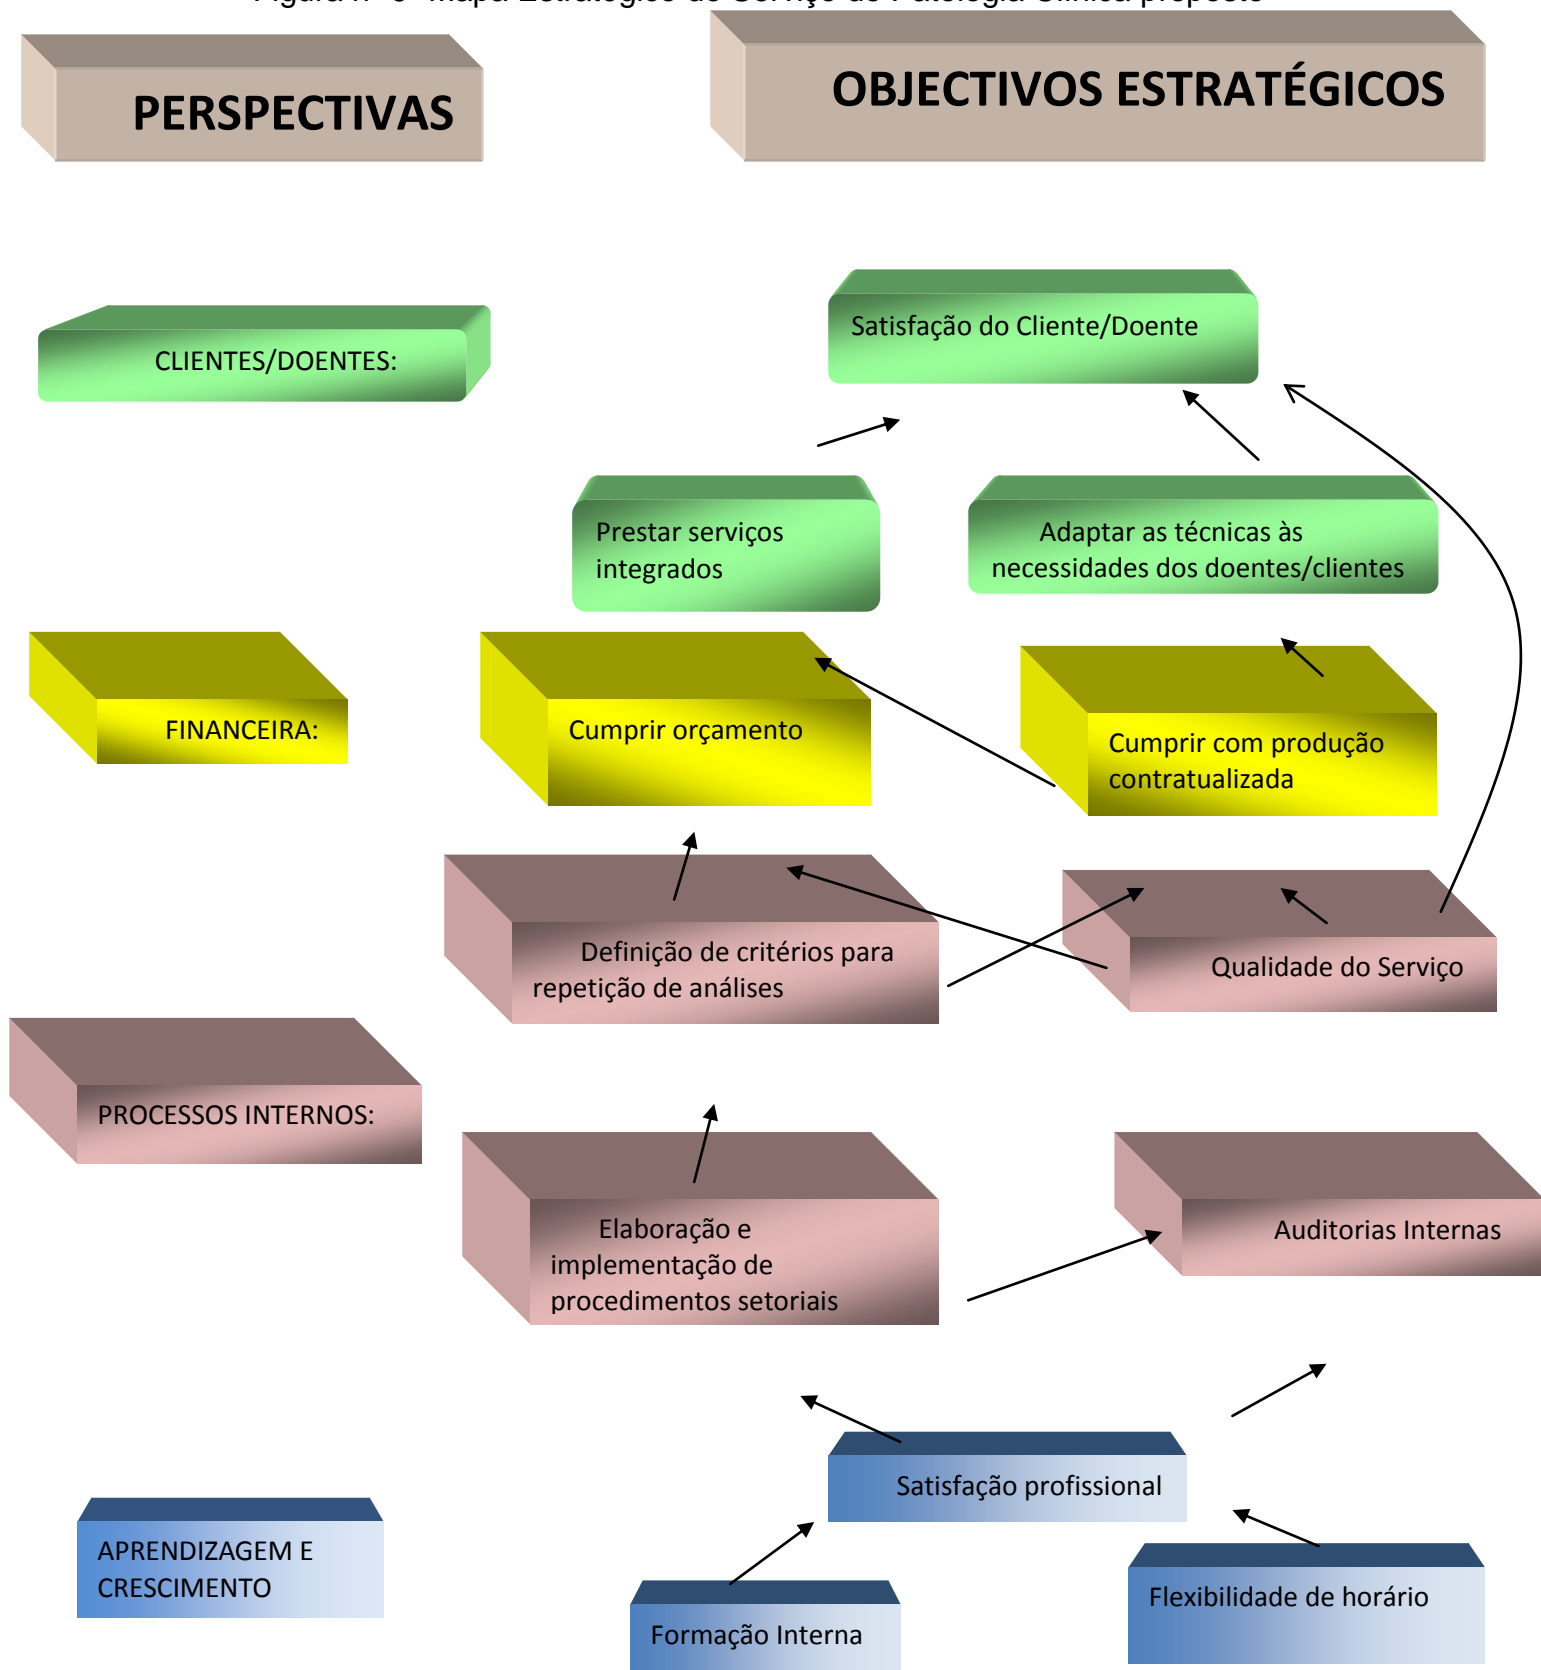 PERSPECTIVAS
OBJECTIVOS ESTRATÉGICOS
Satisfação do Cliente/Doente
CLIENTES/DOENTES:
Prestar serviços
integrados
Adaptar as técnicas às
necessidades dos doentes/clientes
FINANCEIRA:
Cumprir orçamento
Cumprir com produção
contratualizada
Definição de critérios para
repetição de análises
Qualidade do Serviço
PROCESSOS INTERNOS:
Elaboração e
implementação de
procedimentos setoriais
Auditorias Internas
Satisfação profissional
APRENDIZAGEM E
CRESCIMENTO
Formação Interna
Flexibilidade de horário